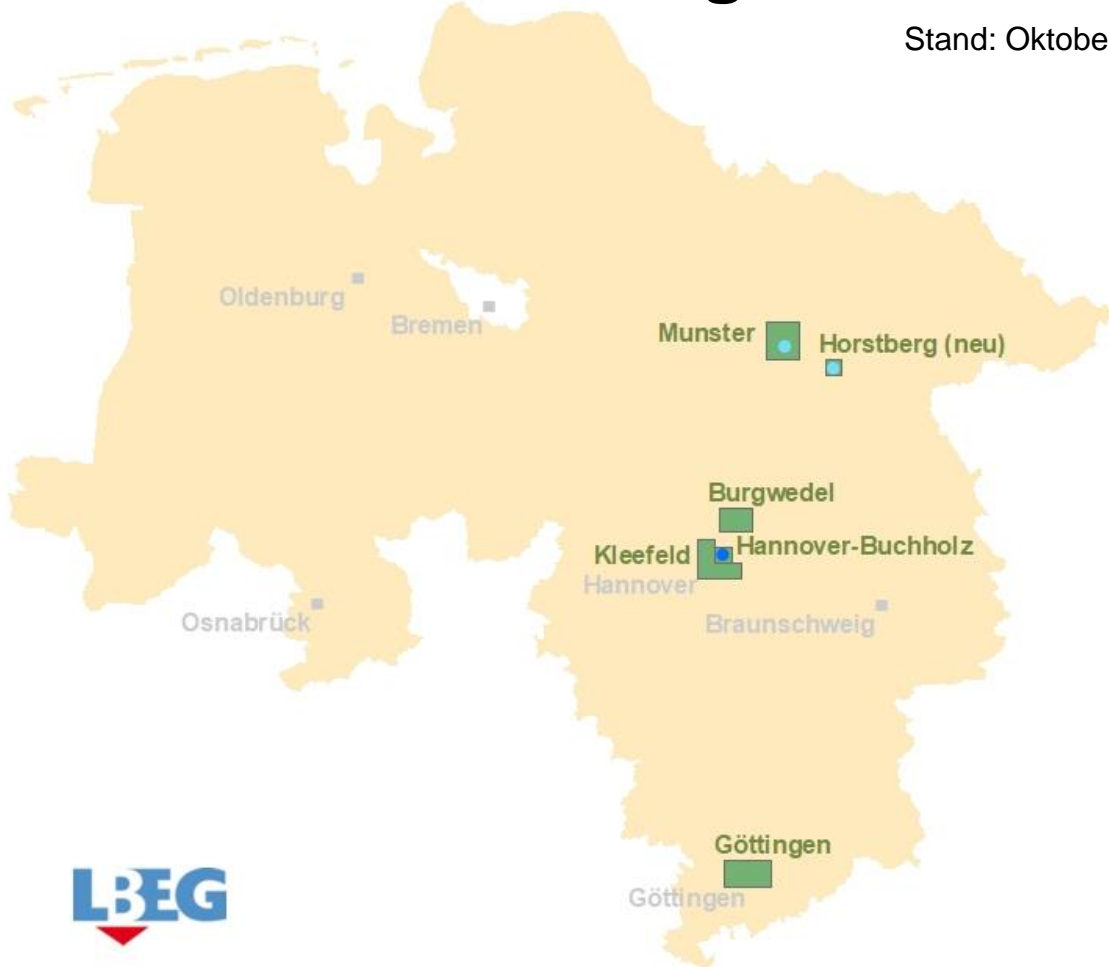 Stand: Oktobe
Oldenburg
Bremen
Munster
Horstberg (neu)
Burgwedel
Kleefeld
Hannover-Buchholz
Hannover
Osnabrück
Braunschweig
Göttingen
Göttingen
LBEG